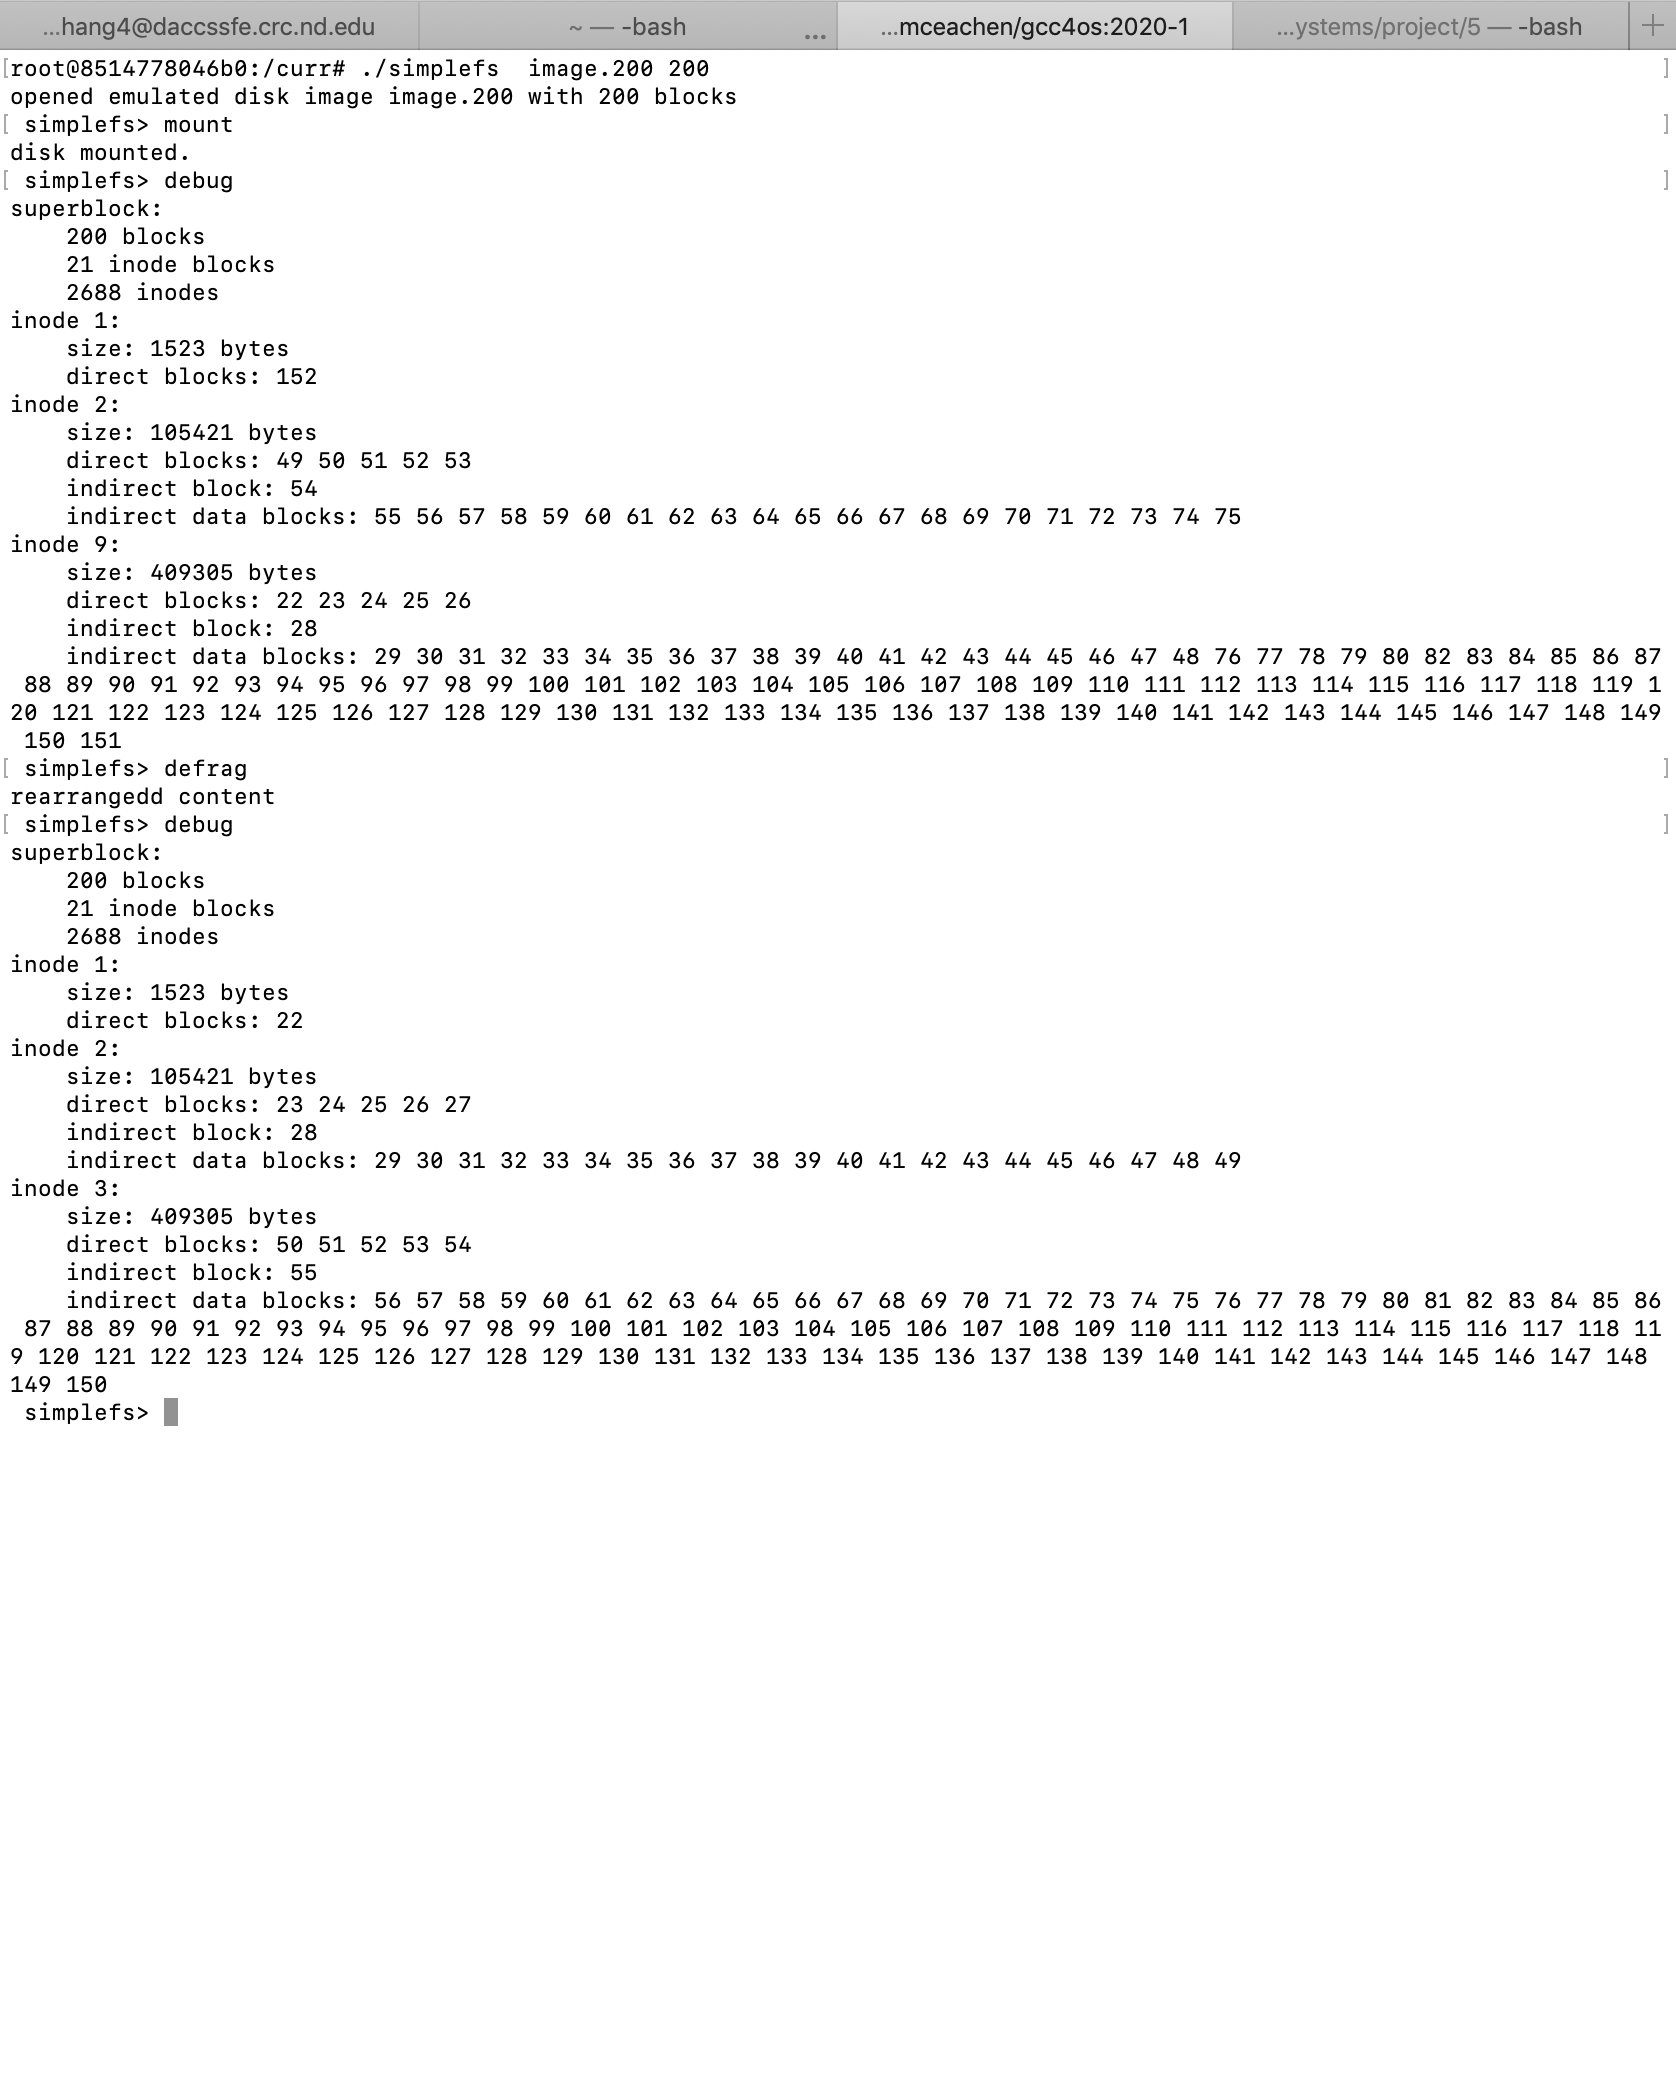 ...hang4@daccssfe.crc.nd.edu ~ — -bash ... ...mceachen/gcc4os:2020-1 ...ystems/project/5 — -bash +
[root@8514778046b0:/curr# ./simplefs  image.200 200 ]
opened emulated disk image image.200 with 200 blocks
[ simplefs> mount ]
disk mounted.
[ simplefs> debug ]
superblock:
    200 blocks
    21 inode blocks
    2688 inodes
inode 1:
    size: 1523 bytes
    direct blocks: 152
inode 2:
    size: 105421 bytes
    direct blocks: 49 50 51 52 53
    indirect block: 54
    indirect data blocks: 55 56 57 58 59 60 61 62 63 64 65 66 67 68 69 70 71 72 73 74 75
inode 9:
    size: 409305 bytes
    direct blocks: 22 23 24 25 26
    indirect block: 28
    indirect data blocks: 29 30 31 32 33 34 35 36 37 38 39 40 41 42 43 44 45 46 47 48 76 77 78 79 80 82 83 84 85 86 87
 88 89 90 91 92 93 94 95 96 97 98 99 100 101 102 103 104 105 106 107 108 109 110 111 112 113 114 115 116 117 118 119 1
20 121 122 123 124 125 126 127 128 129 130 131 132 133 134 135 136 137 138 139 140 141 142 143 144 145 146 147 148 149
 150 151
[ simplefs> defrag ]
rearrangedd content
[ simplefs> debug ]
superblock:
    200 blocks
    21 inode blocks
    2688 inodes
inode 1:
    size: 1523 bytes
    direct blocks: 22
inode 2:
    size: 105421 bytes
    direct blocks: 23 24 25 26 27
    indirect block: 28
    indirect data blocks: 29 30 31 32 33 34 35 36 37 38 39 40 41 42 43 44 45 46 47 48 49
inode 3:
    size: 409305 bytes
    direct blocks: 50 51 52 53 54
    indirect block: 55
    indirect data blocks: 56 57 58 59 60 61 62 63 64 65 66 67 68 69 70 71 72 73 74 75 76 77 78 79 80 81 82 83 84 85 86
 87 88 89 90 91 92 93 94 95 96 97 98 99 100 101 102 103 104 105 106 107 108 109 110 111 112 113 114 115 116 117 118 11
9 120 121 122 123 124 125 126 127 128 129 130 131 132 133 134 135 136 137 138 139 140 141 142 143 144 145 146 147 148
149 150
 simplefs>